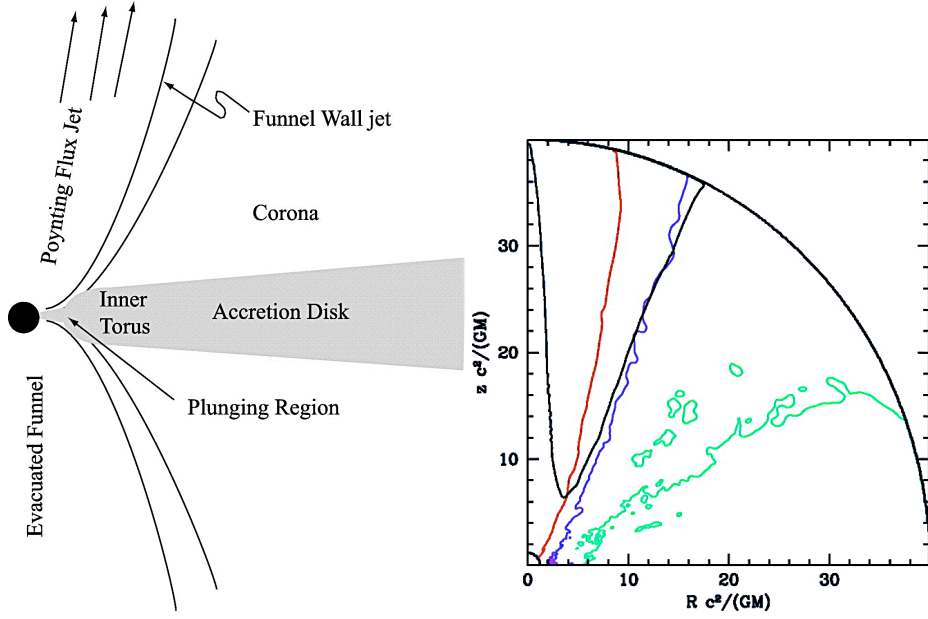 Poynting Flux Jet
Funnel Wall jet
Corona
Inner
Torus
Accretion Disk
Plunging Region
Evacuated Funnel
z c²/(GM)
30
20
10
0
0
10
20
30
R c²/(GM)